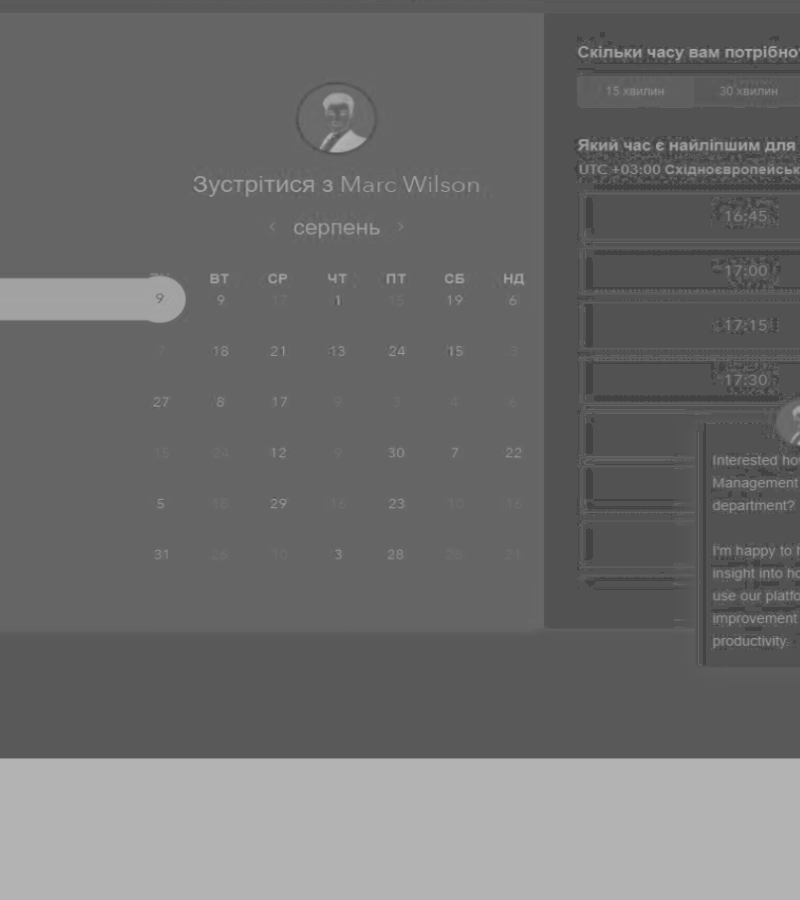 Зустрітися з Marc Wilson
‹ серпень ›
ВТ СР ЧТ ПТ СБ НД
9 9 17 1 15 19 6
7 18 21 13 24 15 3
27 8 17 9 3 4 6
15 24 12 9 30 7 22
5 18 29 16 23 10 16
31 26 10 3 28 26 21
Скільки часу вам потрібно
15 хвилин 30 хвилин
Який час є найліпшим для
UTC +03:00 Східноєвропейськ
16:45
17:00
17:15
17:30
Interested ho
Management
department?
I'm happy to h
insight into ho
use our platfo
improvement
productivity.